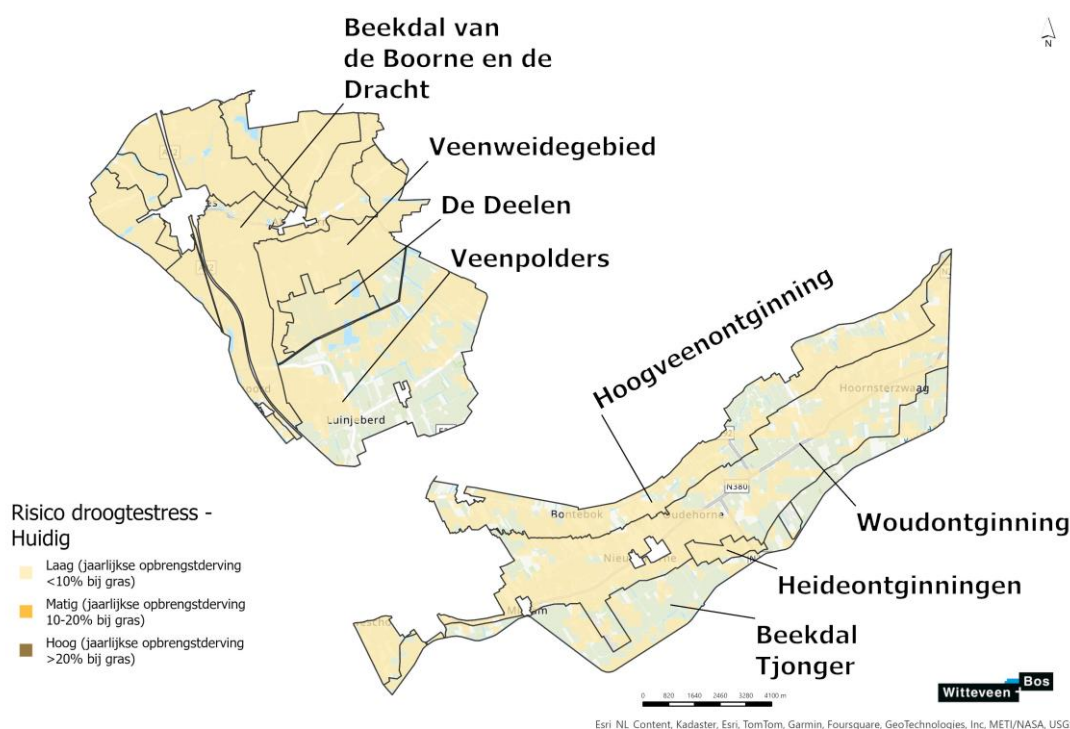 Beekdal van
de Boorne en de
Dracht
N
Veenweidegebied
De Deelen
Veenpolders
Luinjeberd
Hoogveenontginning
Hoornsterzwaag
N380
Bontebok
Oudehorne
Woudontginning
Heideontginningen
Beekdal
Tjonger
Risico droogtestress -
Huidig
Laag (jaarlijkse opbrengstderving
<10% bij gras)
Matig (jaarlijkse opbrengstderving
10-20% bij gras)
Hoog (jaarlijkse opbrengstderving
>20% bij gras)
0 820 1640 2460 3280 4100 m
Witteveen + Bos
Esri NL Content, Kadaster, Esri, TomTom, Garmin, Foursquare, GeoTechnologies, Inc, METI/NASA, USG